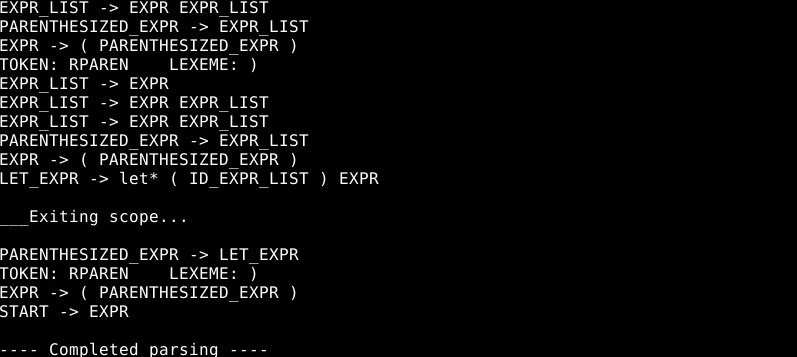 EXPR_LIST -> EXPR EXPR_LIST
PARENTHESIZED_EXPR -> EXPR_LIST
EXPR -> ( PARENTHESIZED_EXPR )
TOKEN: RPAREN    LEXEME: )
EXPR_LIST -> EXPR
EXPR_LIST -> EXPR EXPR_LIST
EXPR_LIST -> EXPR EXPR_LIST
PARENTHESIZED_EXPR -> EXPR_LIST
EXPR -> ( PARENTHESIZED_EXPR )
LET_EXPR -> let* ( ID_EXPR_LIST ) EXPR
___Exiting scope...
PARENTHESIZED_EXPR -> LET_EXPR
TOKEN: RPAREN    LEXEME: )
EXPR -> ( PARENTHESIZED_EXPR )
START -> EXPR
---- Completed parsing ----